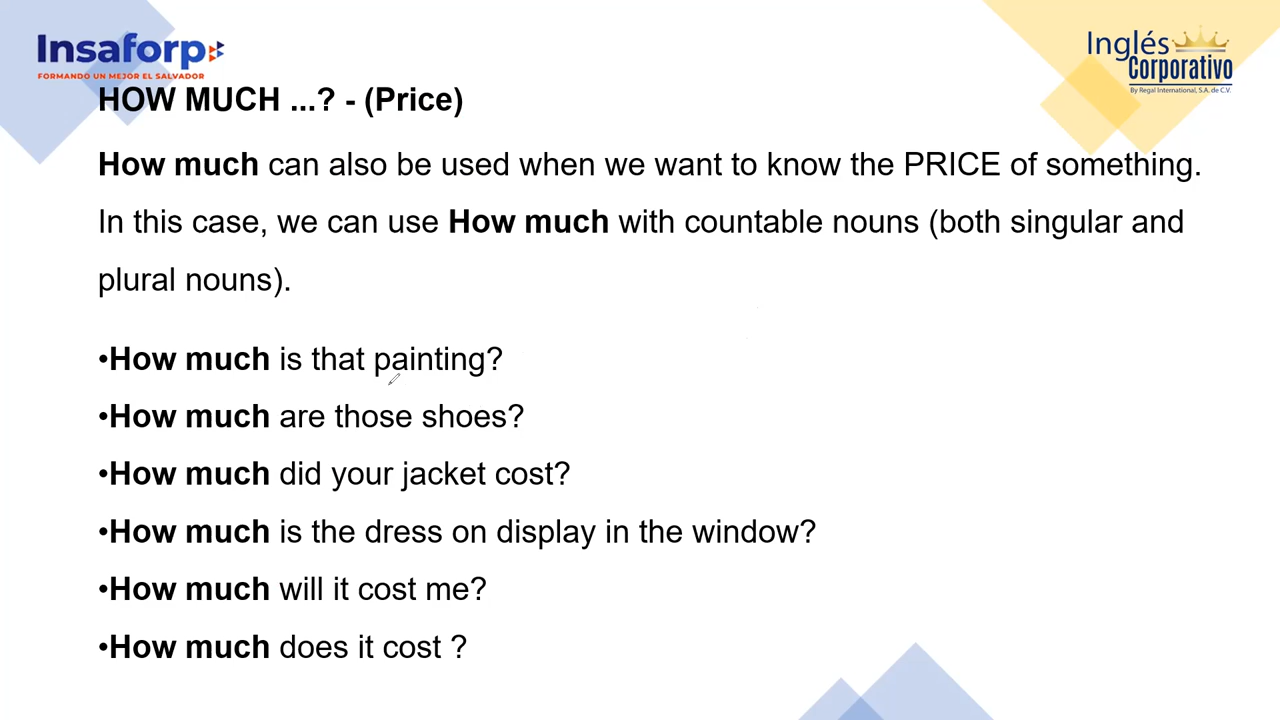 Insaforp
FORMANDO UN MEJOR EL SALVADOR
Inglés
Corporativo
By Regal International, S.A. de C.V.
HOW MUCH ...? - (Price)
How much can also be used when we want to know the PRICE of something.
In this case, we can use How much with countable nouns (both singular and
plural nouns).
•How much is that painting?
•How much are those shoes?
•How much did your jacket cost?
•How much is the dress on display in the window?
•How much will it cost me?
•How much does it cost ?